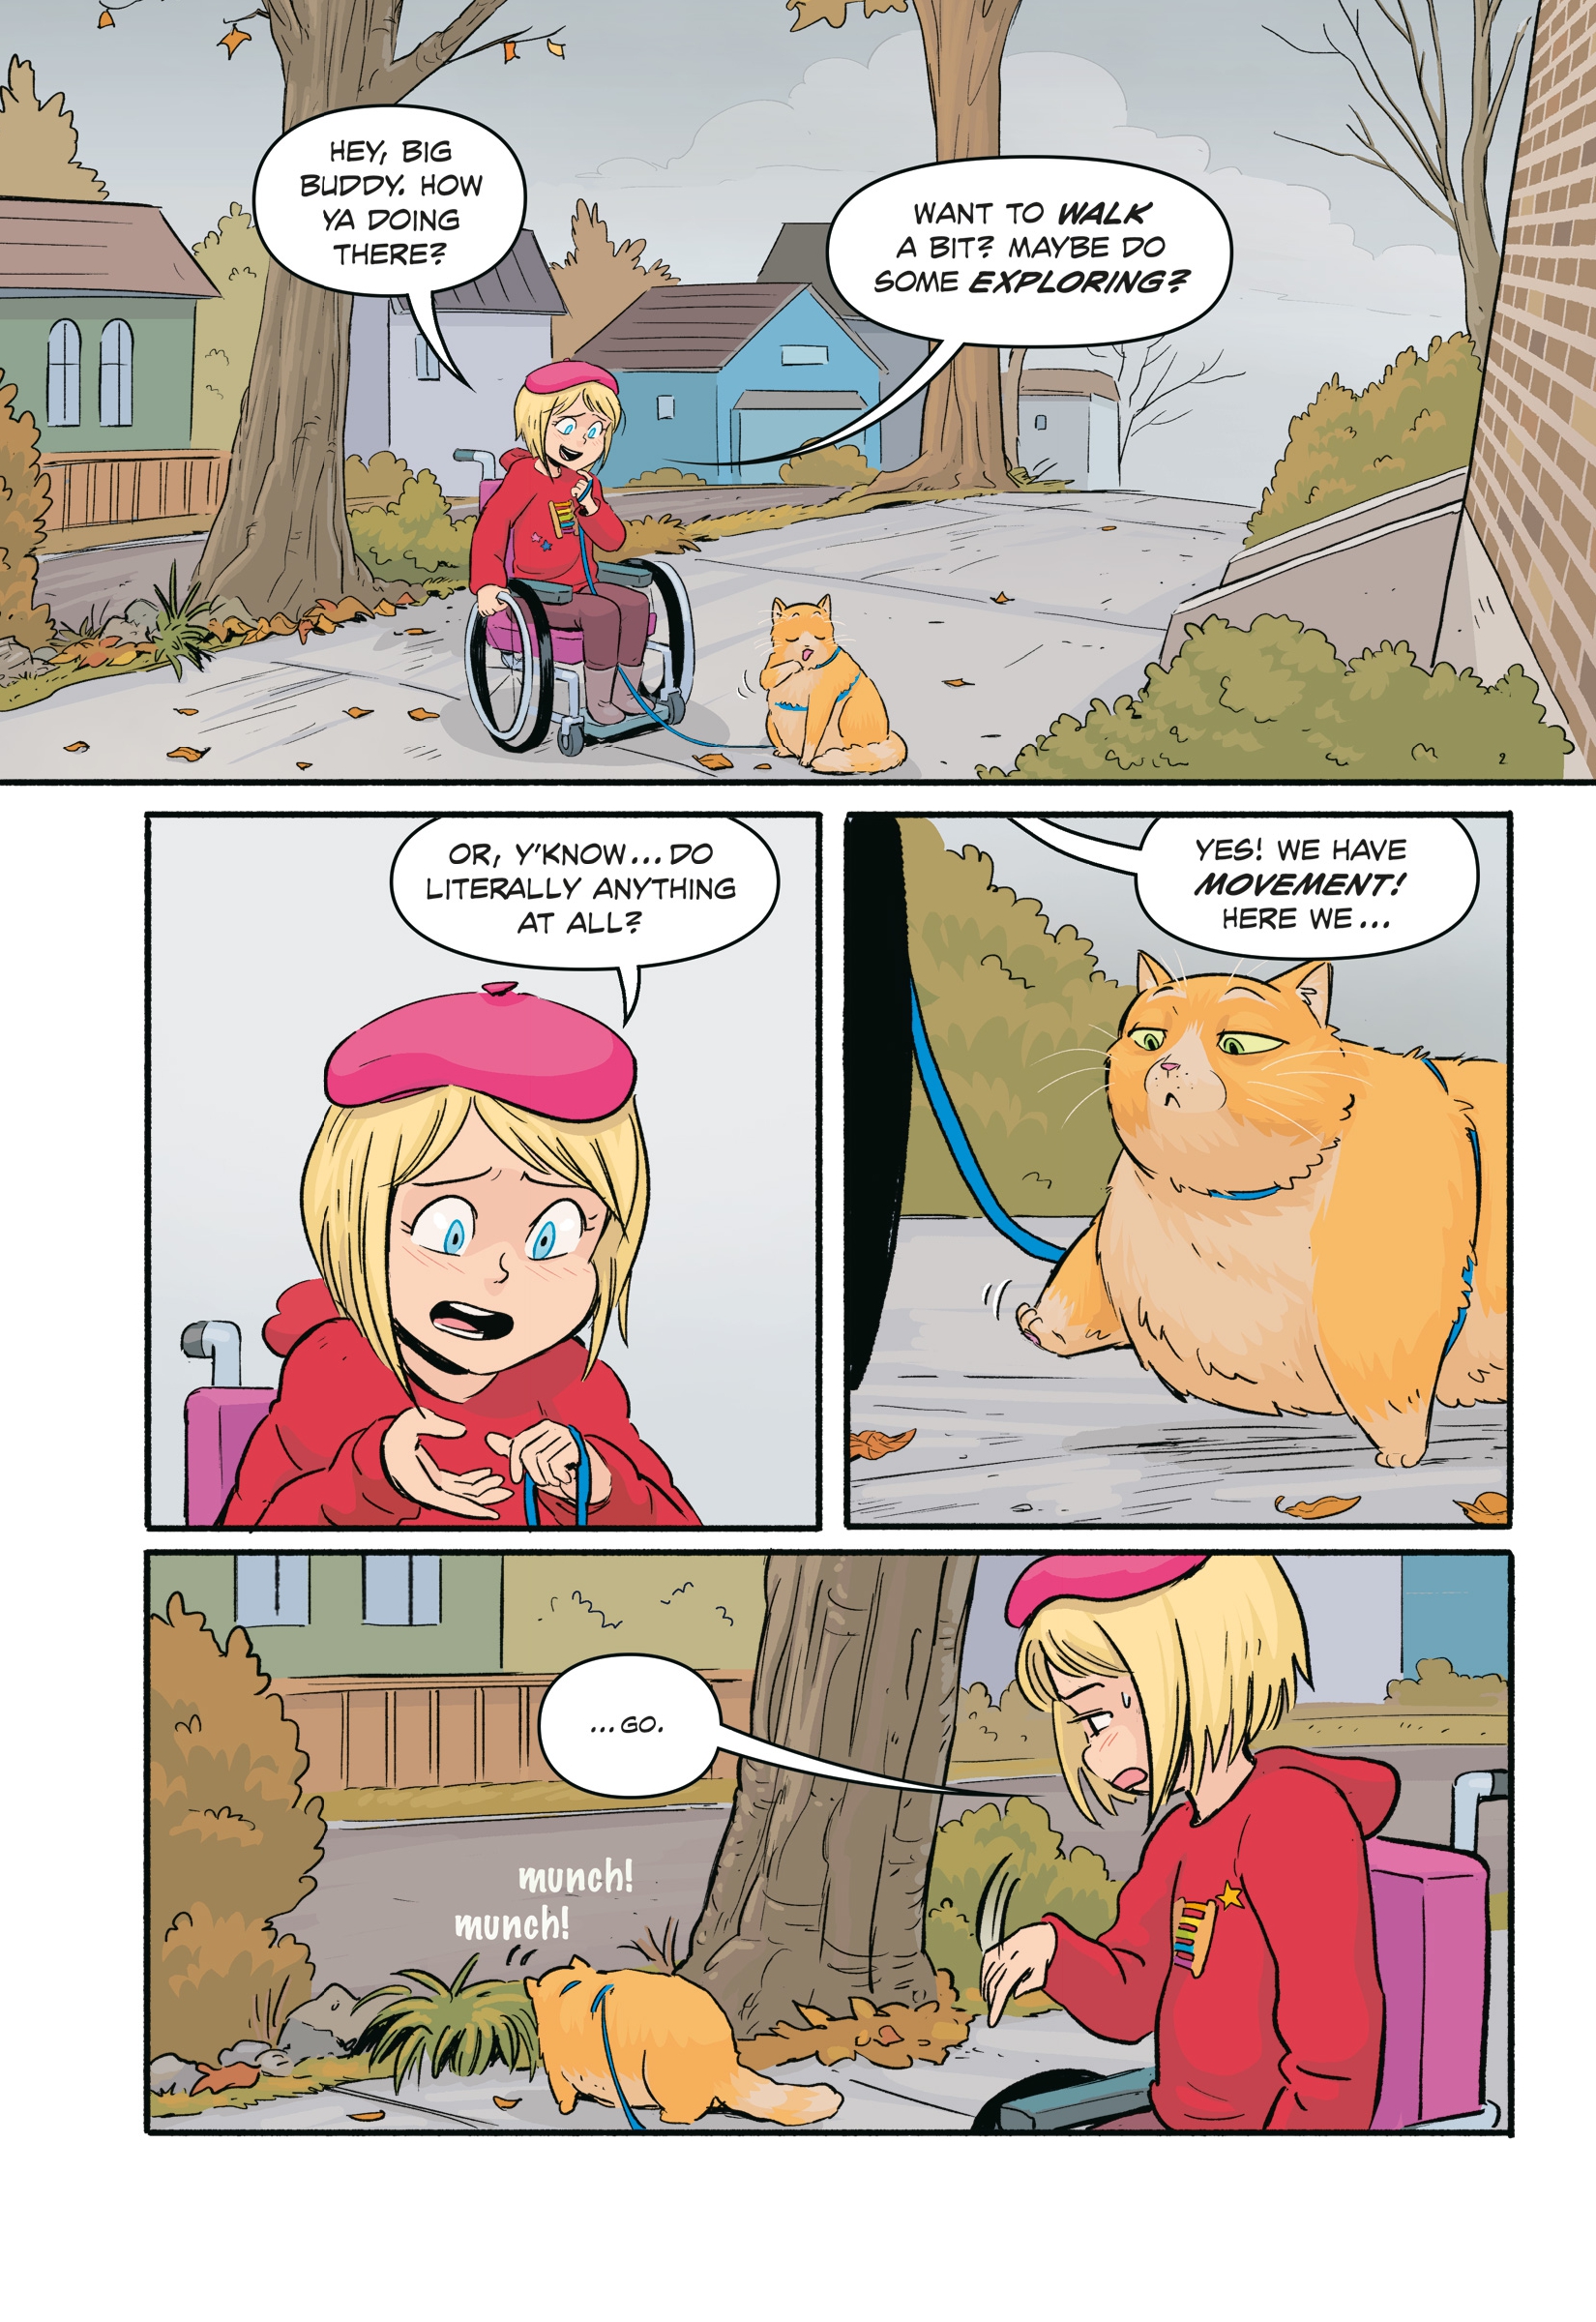 HEY, BIG
BUDDY. HOW
YA DOING
THERE?
WANT TO WALK
A BIT? MAYBE DO
SOME EXPLORING?
2
OR, Y'KNOW...DO
LITERALLY ANYTHING
AT ALL?
YES! WE HAVE
MOVEMENT!
HERE WE...
...GO.
munch!
munch!